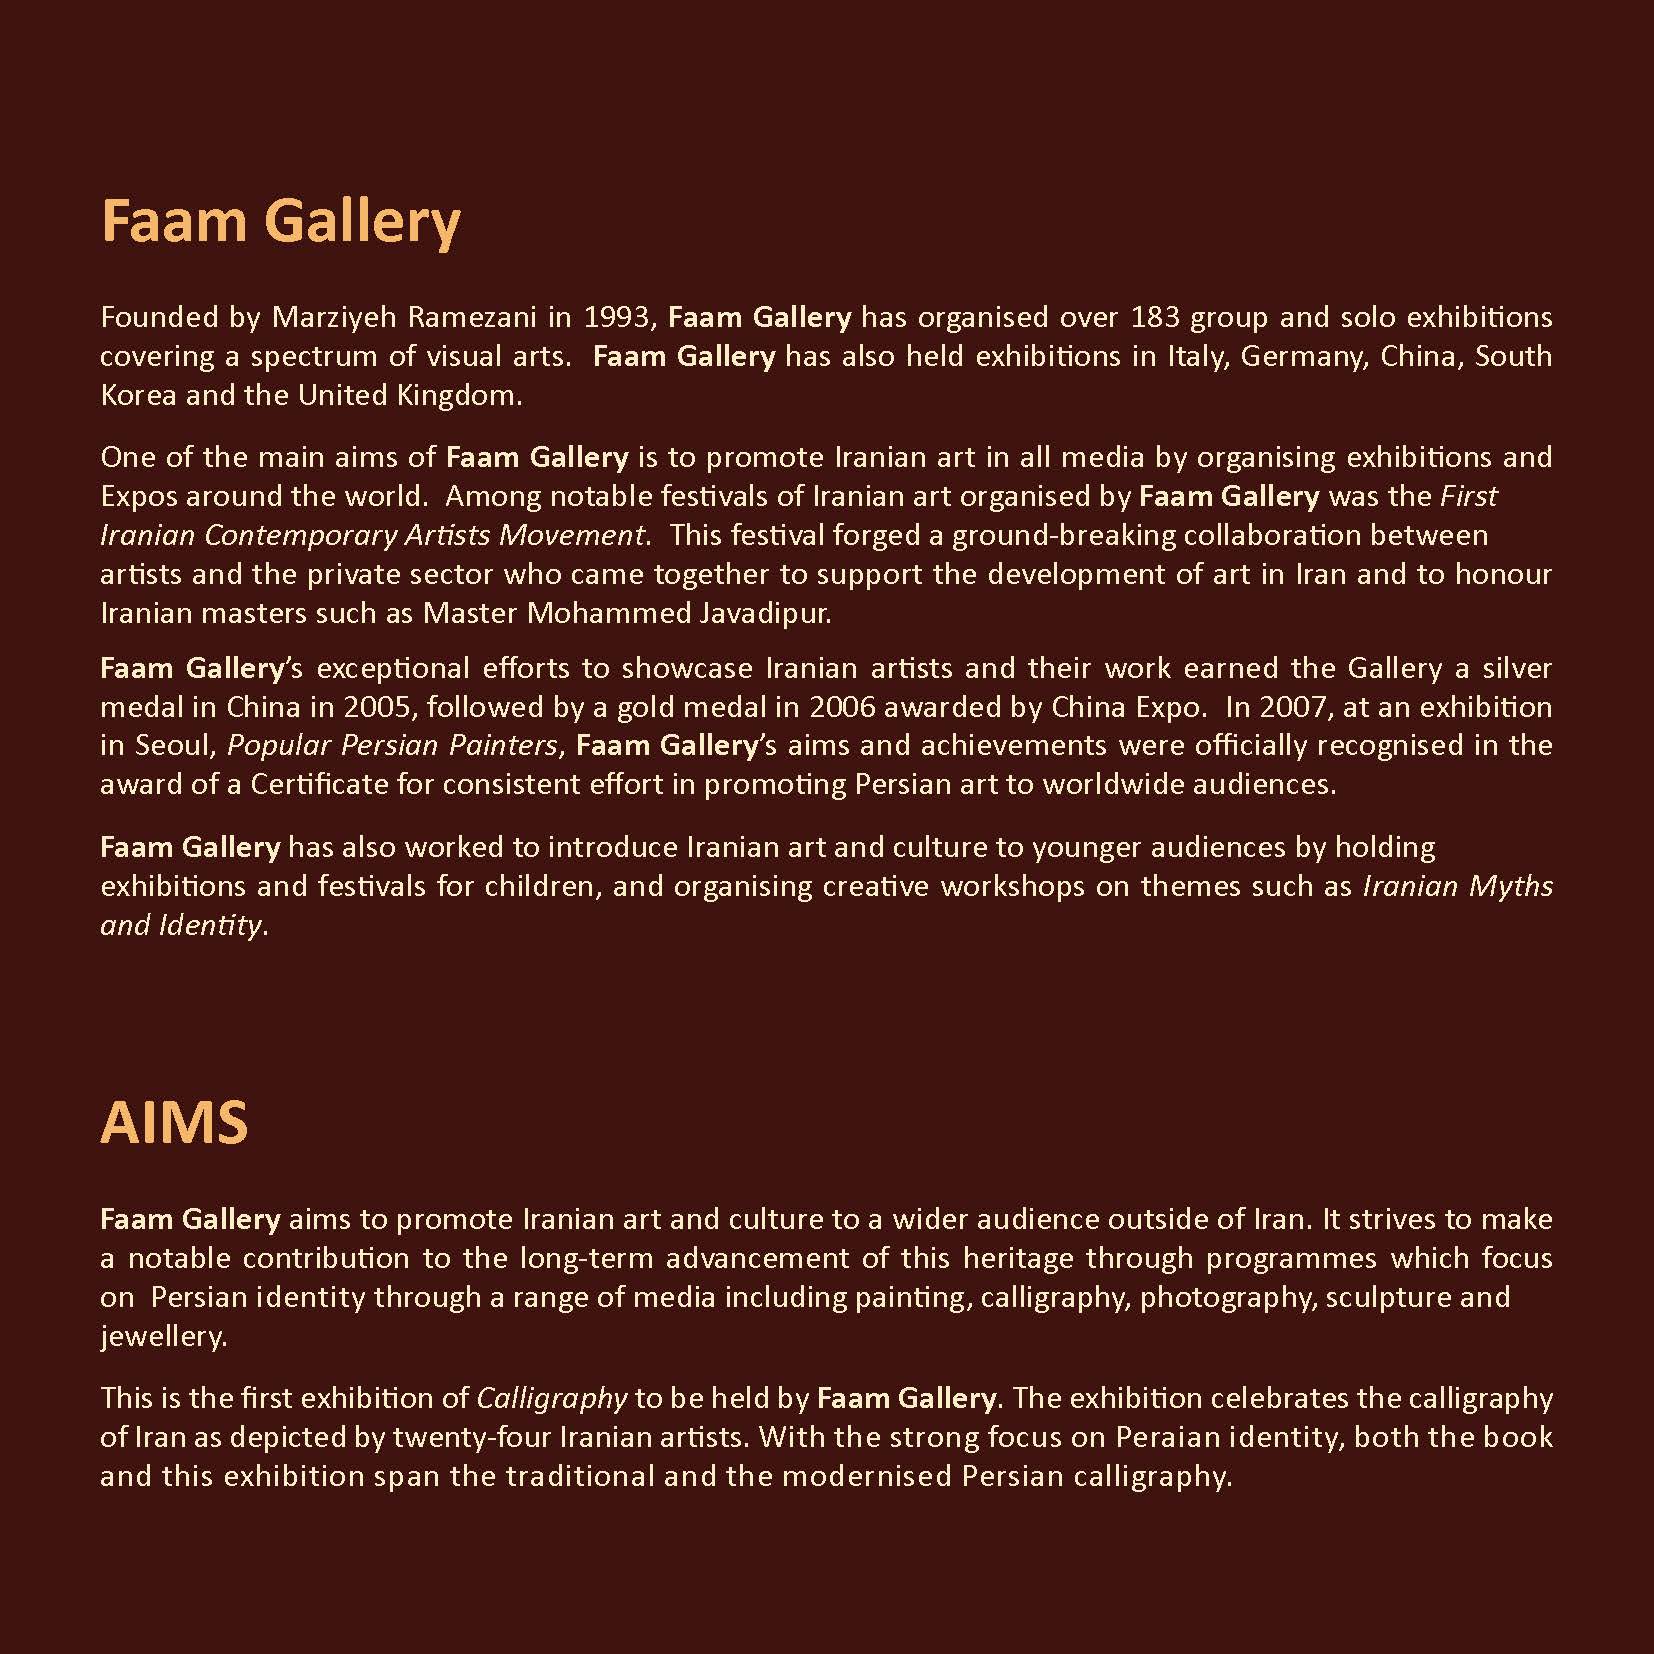 Faam Gallery
Founded by Marziyeh Ramezani in 1993, Faam Gallery has organised over 183 group and solo exhibitions
covering a spectrum of visual arts.  Faam Gallery has also held exhibitions in Italy, Germany, China, South
Korea and the United Kingdom.
One of the main aims of Faam Gallery is to promote Iranian art in all media by organising exhibitions and
Expos around the world.  Among notable festivals of Iranian art organised by Faam Gallery was the First
Iranian Contemporary Artists Movement.  This festival forged a ground-breaking collaboration between
artists and the private sector who came together to support the development of art in Iran and to honour
Iranian masters such as Master Mohammed Javadipur.
Faam Gallery’s exceptional efforts to showcase Iranian artists and their work earned the Gallery a silver
medal in China in 2005, followed by a gold medal in 2006 awarded by China Expo.  In 2007, at an exhibition
in Seoul, Popular Persian Painters, Faam Gallery’s aims and achievements were officially recognised in the
award of a Certificate for consistent effort in promoting Persian art to worldwide audiences.
Faam Gallery has also worked to introduce Iranian art and culture to younger audiences by holding
exhibitions and festivals for children, and organising creative workshops on themes such as Iranian Myths
and Identity.
AIMS
Faam Gallery aims to promote Iranian art and culture to a wider audience outside of Iran. It strives to make
a notable contribution to the long-term advancement of this heritage through programmes which focus
on  Persian identity through a range of media including painting, calligraphy, photography, sculpture and
jewellery.
This is the first exhibition of Calligraphy to be held by Faam Gallery. The exhibition celebrates the calligraphy
of Iran as depicted by twenty-four Iranian artists. With the strong focus on Peraian identity, both the book
and this exhibition span the traditional and the modernised Persian calligraphy.